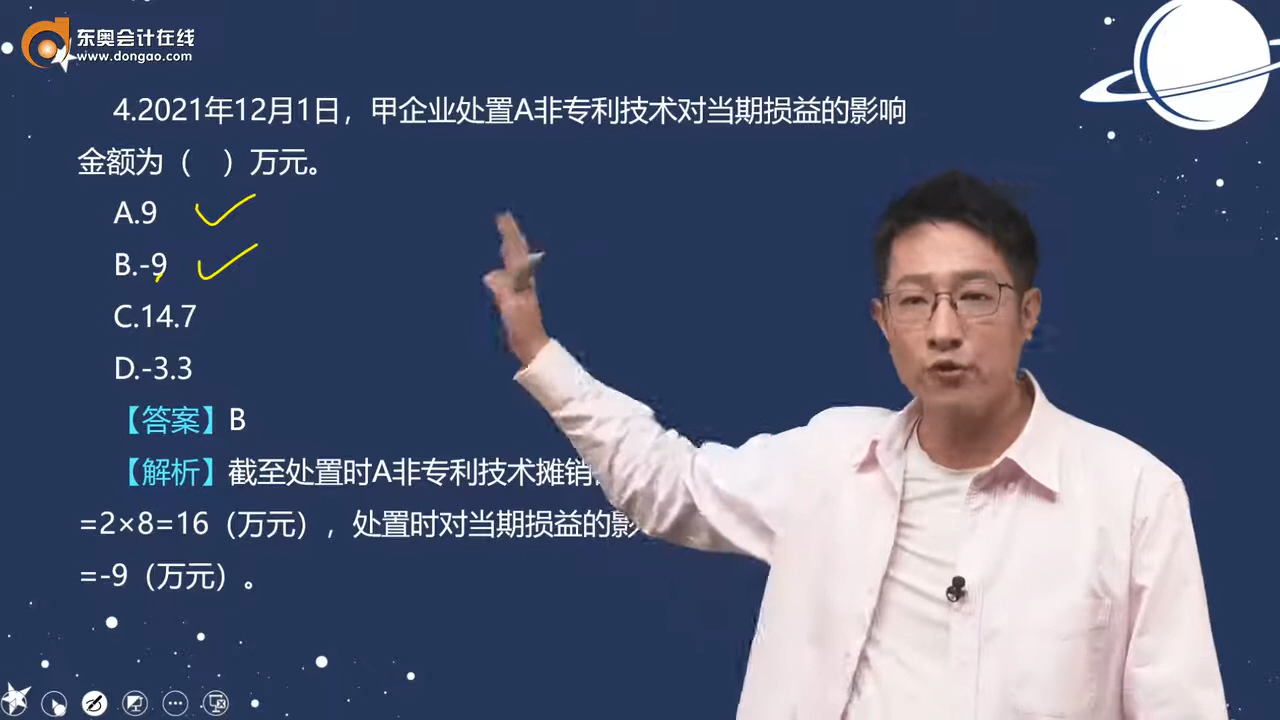 东奥会计在线
www.dongao.com
4.2021年12月1日，甲企业处置A非专利技术对当期损益的影响
金额为（ ）万元。
A.9
B.-9
C.14.7
D.-3.3
【答案】B
【解析】截至处置时A非专利技术摊销
=2×8=16（万元），处置时对当期损益的影
=-9（万元）。